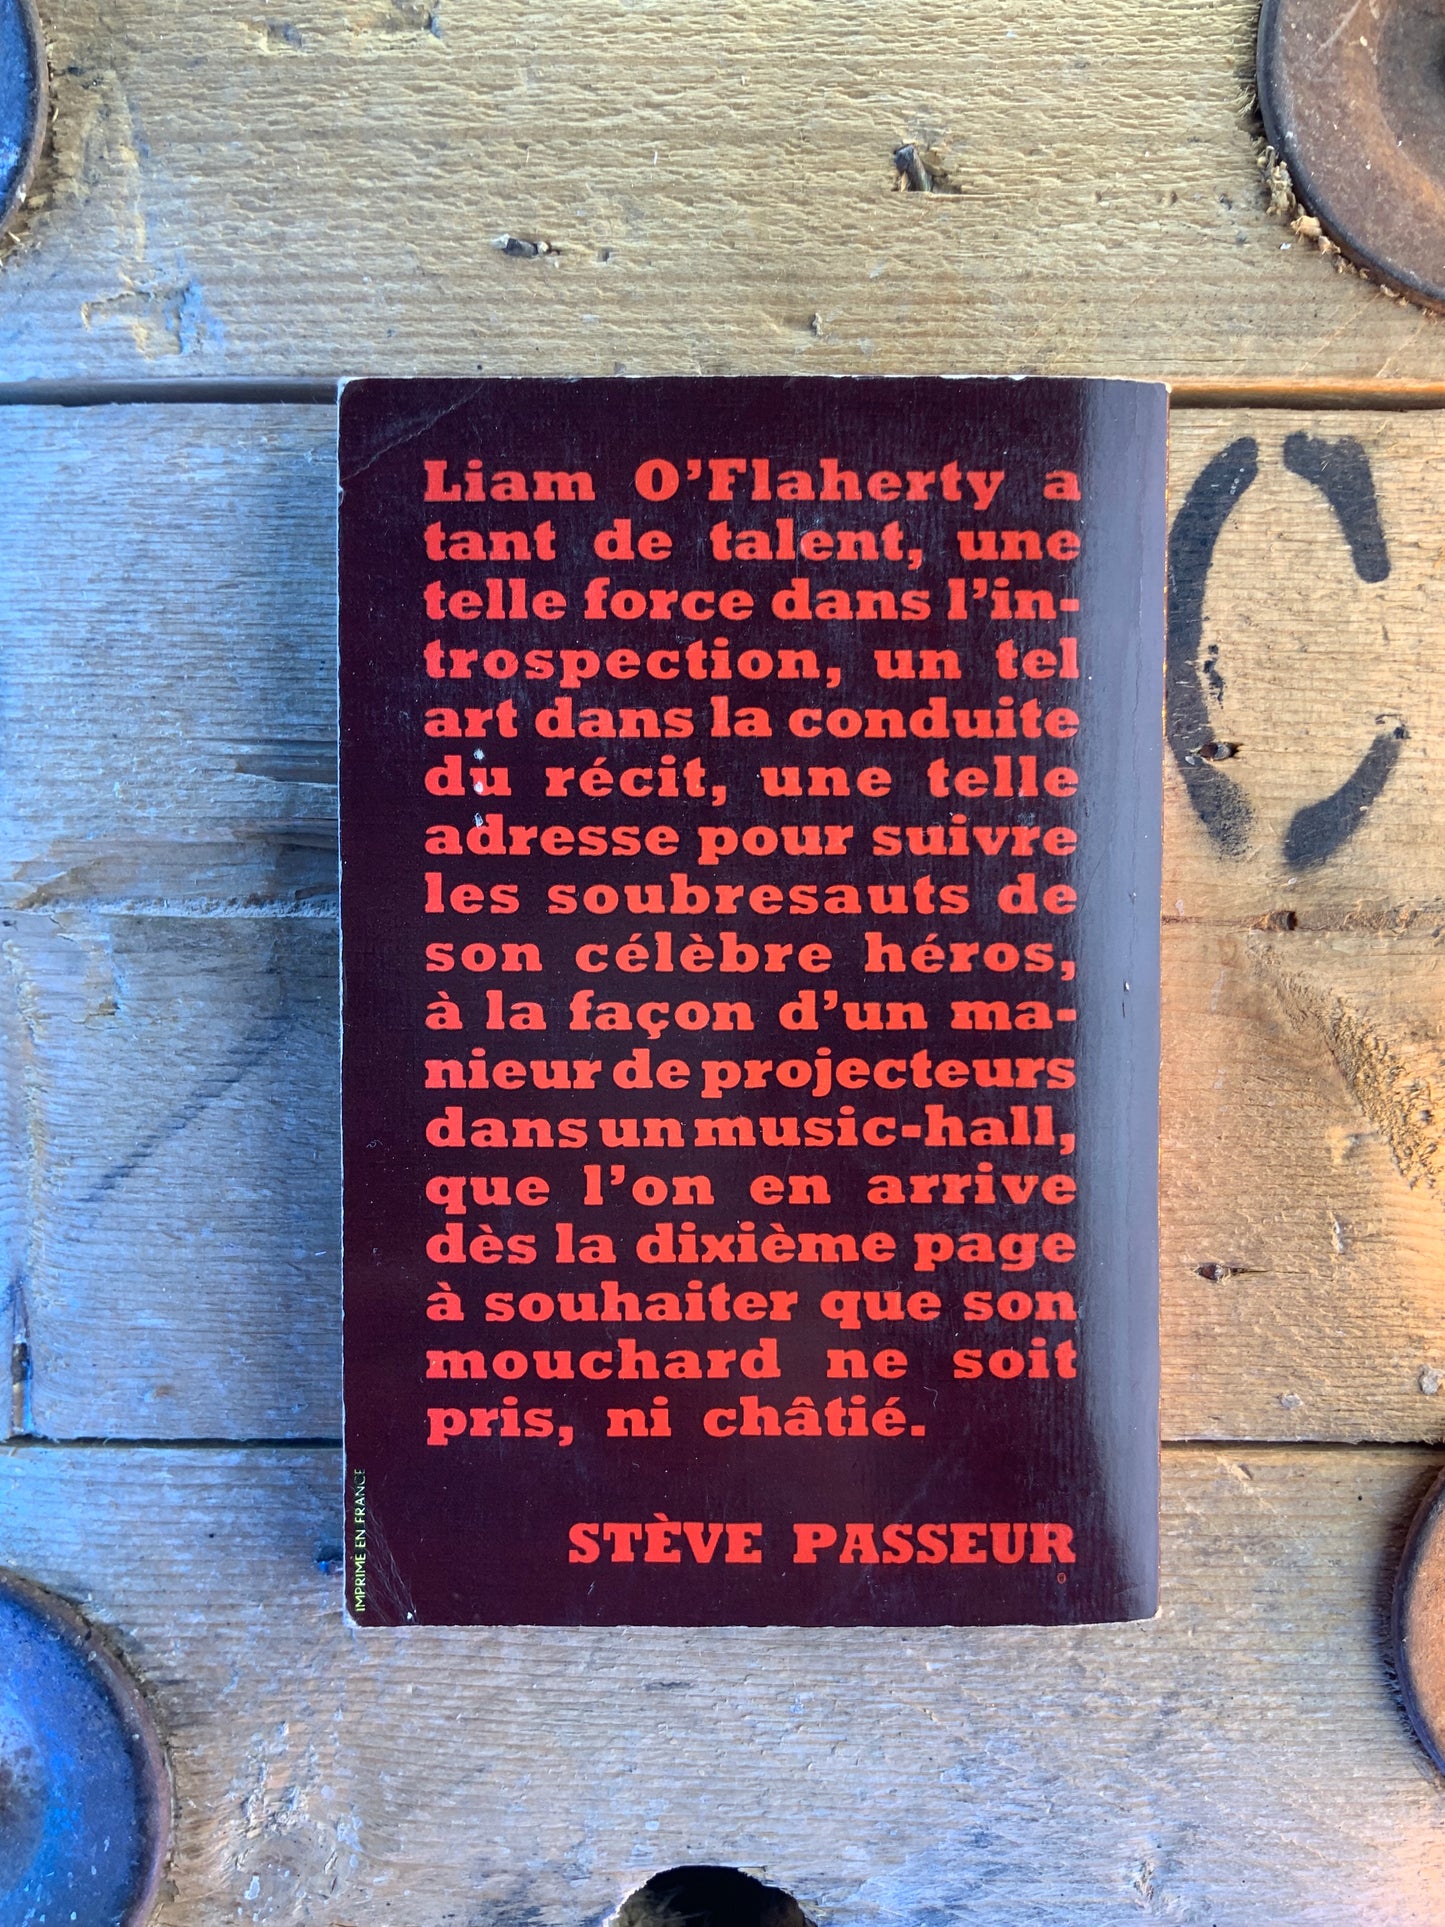 Liam O'Flaherty a
tant de talent, une
telle force dans l'in-
trospection, un tel
art dans la conduite
du récit, une telle
adresse pour suivre
les soubresauts de
son célèbre héros,
à la façon d'un ma-
nieur de projecteurs
dans un music-hall,
que l'on en arrive
dès la dixième page
à souhaiter que son
mouchard ne soit
pris, ni châtié.
STÈVE PASSEUR
IMPRIME EN FRANCE
C